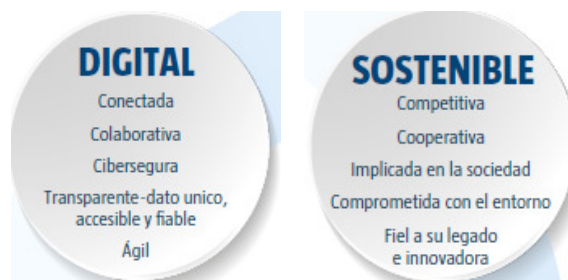 DIGITAL
Conectada
Colaborativa
Cibersegura
Transparente-dato unico,
accesible y fiable
Ágil
SOSTENIBLE
Competitiva
Cooperativa
Implicada en la sociedad
Comprometida con el entorno
Fiel a su legado
e innovadora